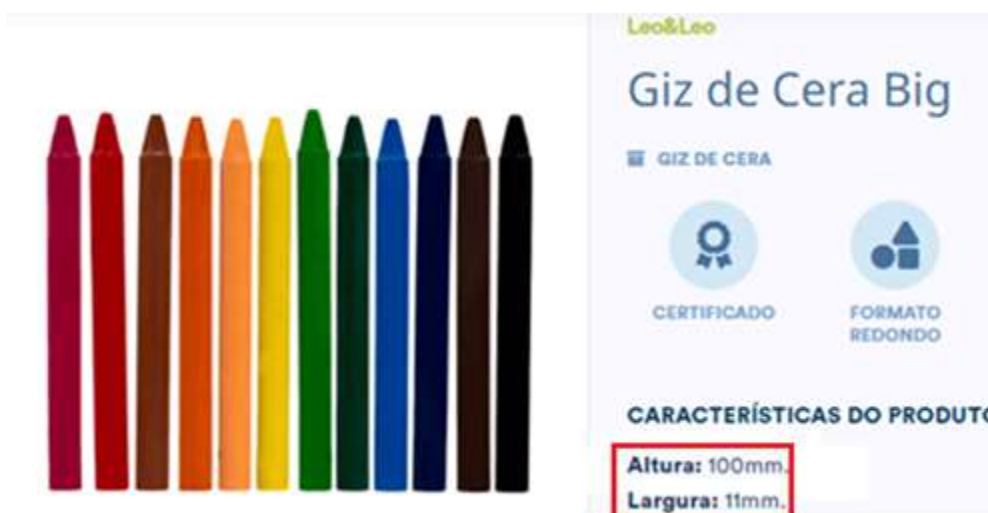 Leo&Leo
Giz de Cera Big
GIZ DE CERA
CERTIFICADO
FORMATO
REDONDO
CARACTERÍSTICAS DO PRODUTO
Altura: 100mm.
Largura: 11mm.